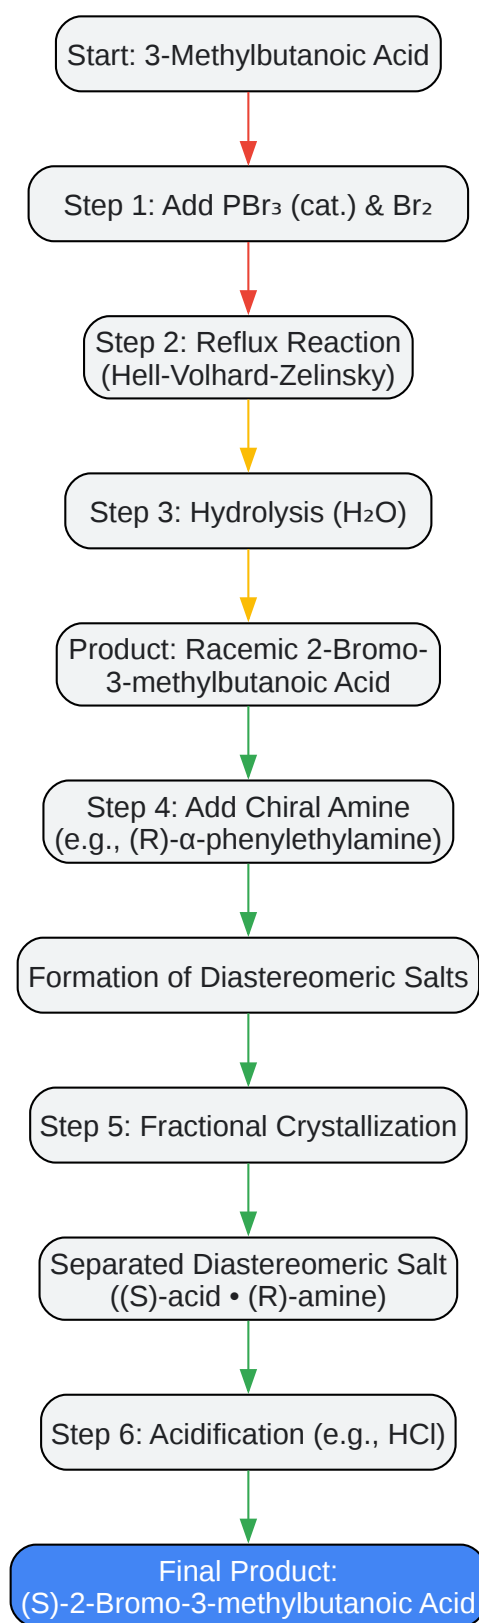 Start: 3-Methylbutanoic Acid
Step 1: Add PBr₃ (cat.) & Br₂
Step 2: Reflux Reaction
(Hell-Volhard-Zelinsky)
Step 3: Hydrolysis (H₂O)
Product: Racemic 2-Bromo-
3-methylbutanoic Acid
Step 4: Add Chiral Amine
(e.g., (R)-α-phenylethylamine)
Formation of Diastereomeric Salts
Step 5: Fractional Crystallization
Separated Diastereomeric Salt
((S)-acid • (R)-amine)
Step 6: Acidification (e.g., HCl)
Final Product:
(S)-2-Bromo-3-methylbutanoic Acid